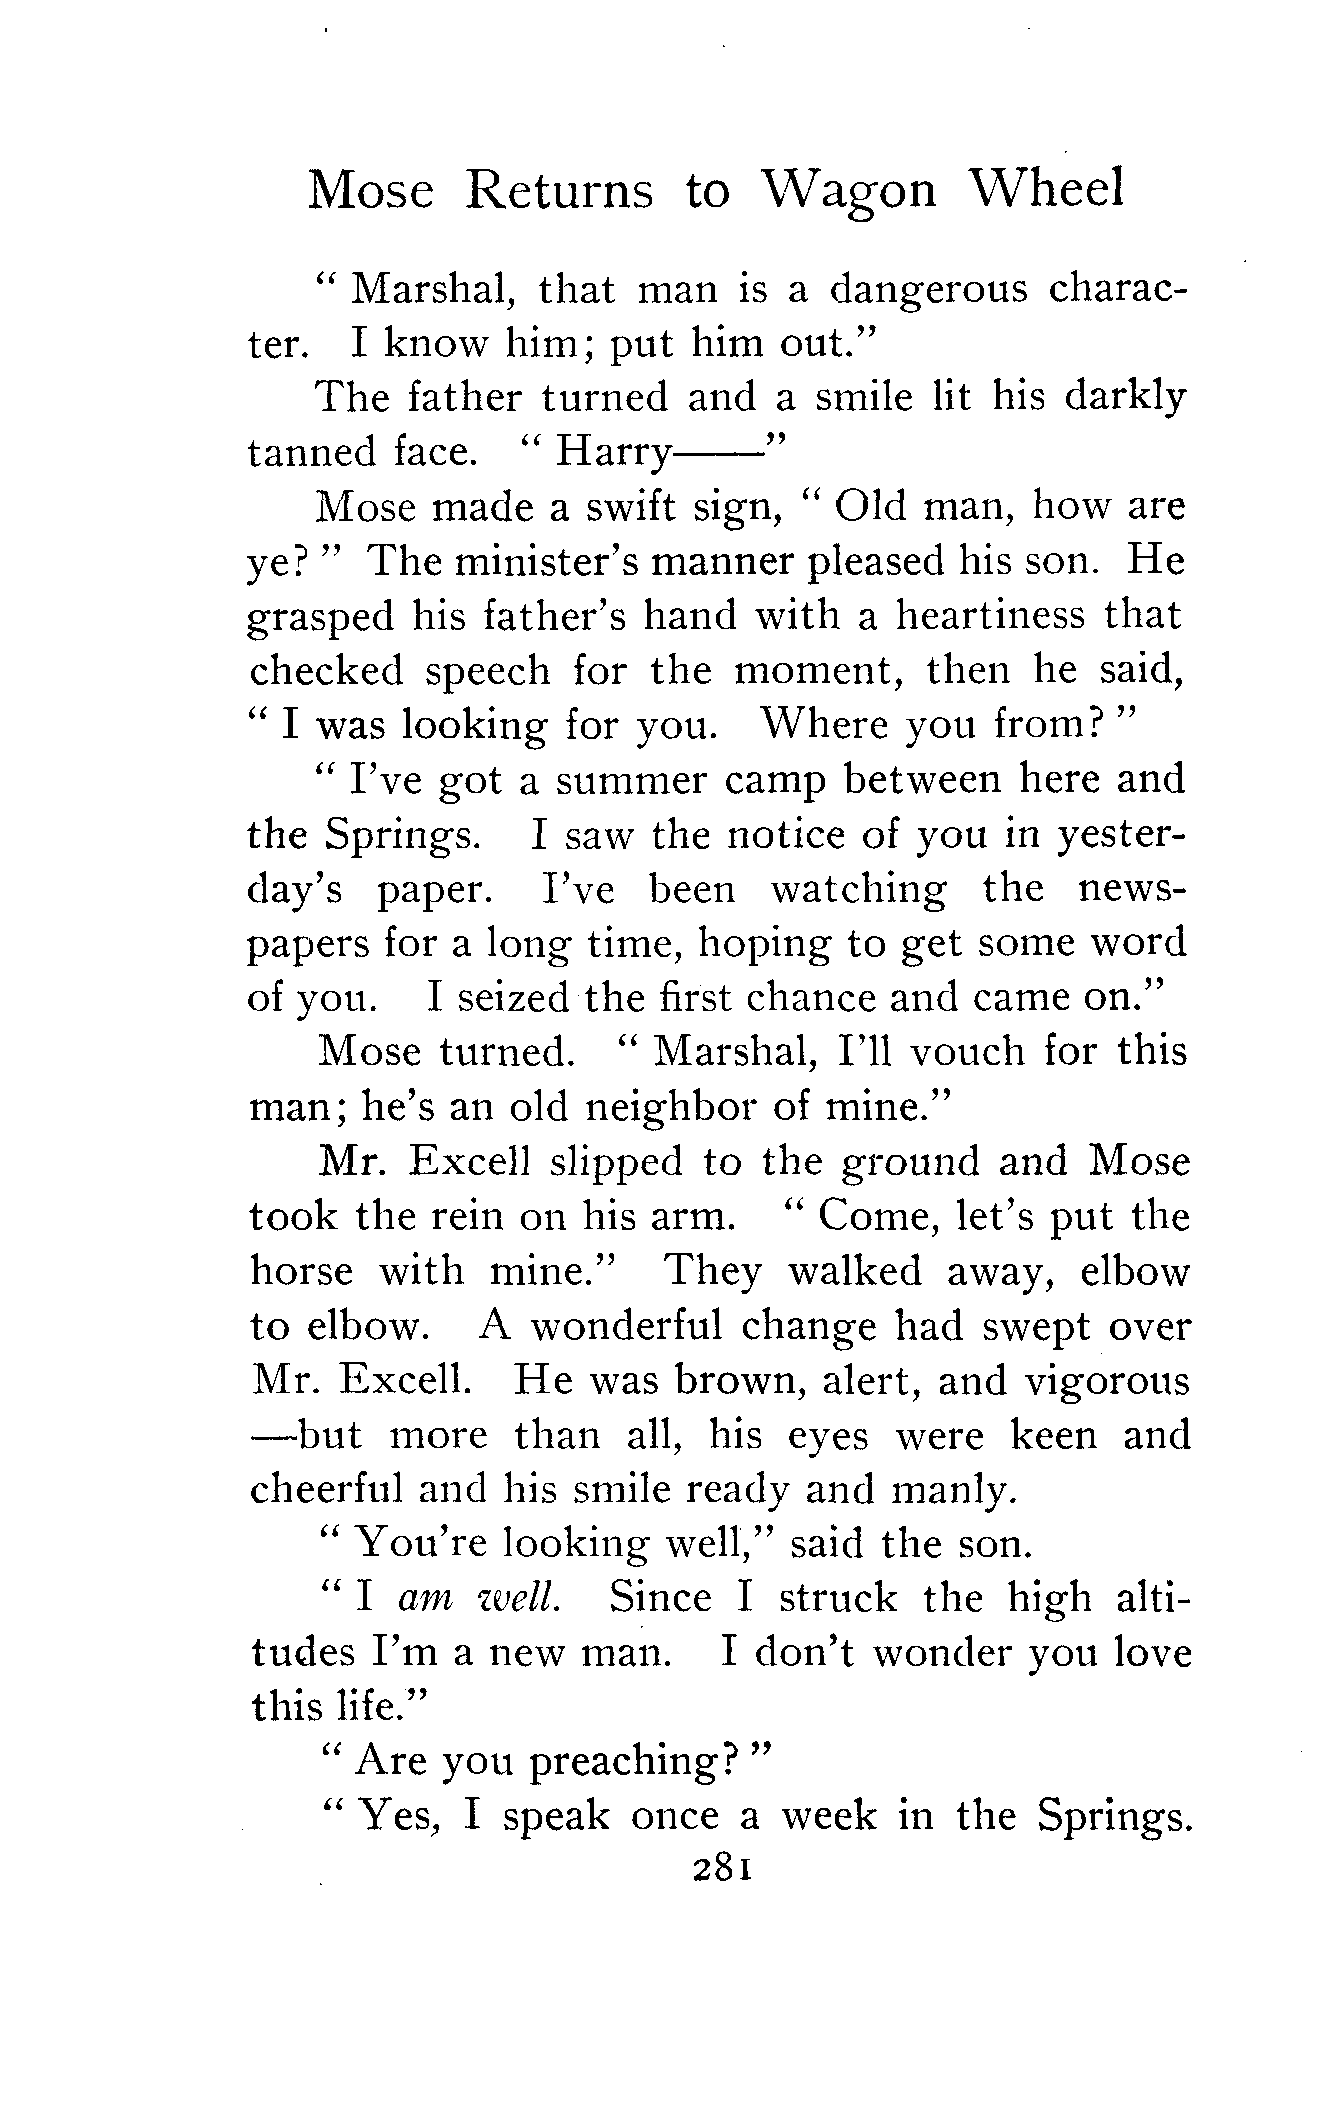 Mose Returns to Wagon Wheel
“ Marshal, that man is a dangerous charac-
ter. I know him; put him out.”
The father turned and a smile lit his darkly
tanned face. “ Harry——”
Mose made a swift sign, “ Old man, how are
ye? ” The minister’s manner pleased his son. He
grasped his father’s hand with a heartiness that
checked speech for the moment, then he said,
“ I was looking for you. Where you from? ”
“ I’ve got a summer camp between here and
the Springs. I saw the notice of you in yester-
day’s paper. I’ve been watching the news-
papers for a long time, hoping to get some word
of you. I seized the first chance and came on.”
Mose turned. “ Marshal, I’ll vouch for this
man; he’s an old neighbor of mine.”
Mr. Excell slipped to the ground and Mose
took the rein on his arm. “ Come, let’s put the
horse with mine.” They walked away, elbow
to elbow. A wonderful change had swept over
Mr. Excell. He was brown, alert, and vigorous
—but more than all, his eyes were keen and
cheerful and his smile ready and manly.
“ You’re looking well,” said the son.
“ I am well. Since I struck the high alti-
tudes I’m a new man. I don’t wonder you love
this life.”
“ Are you preaching? ”
“ Yes, I speak once a week in the Springs.
281